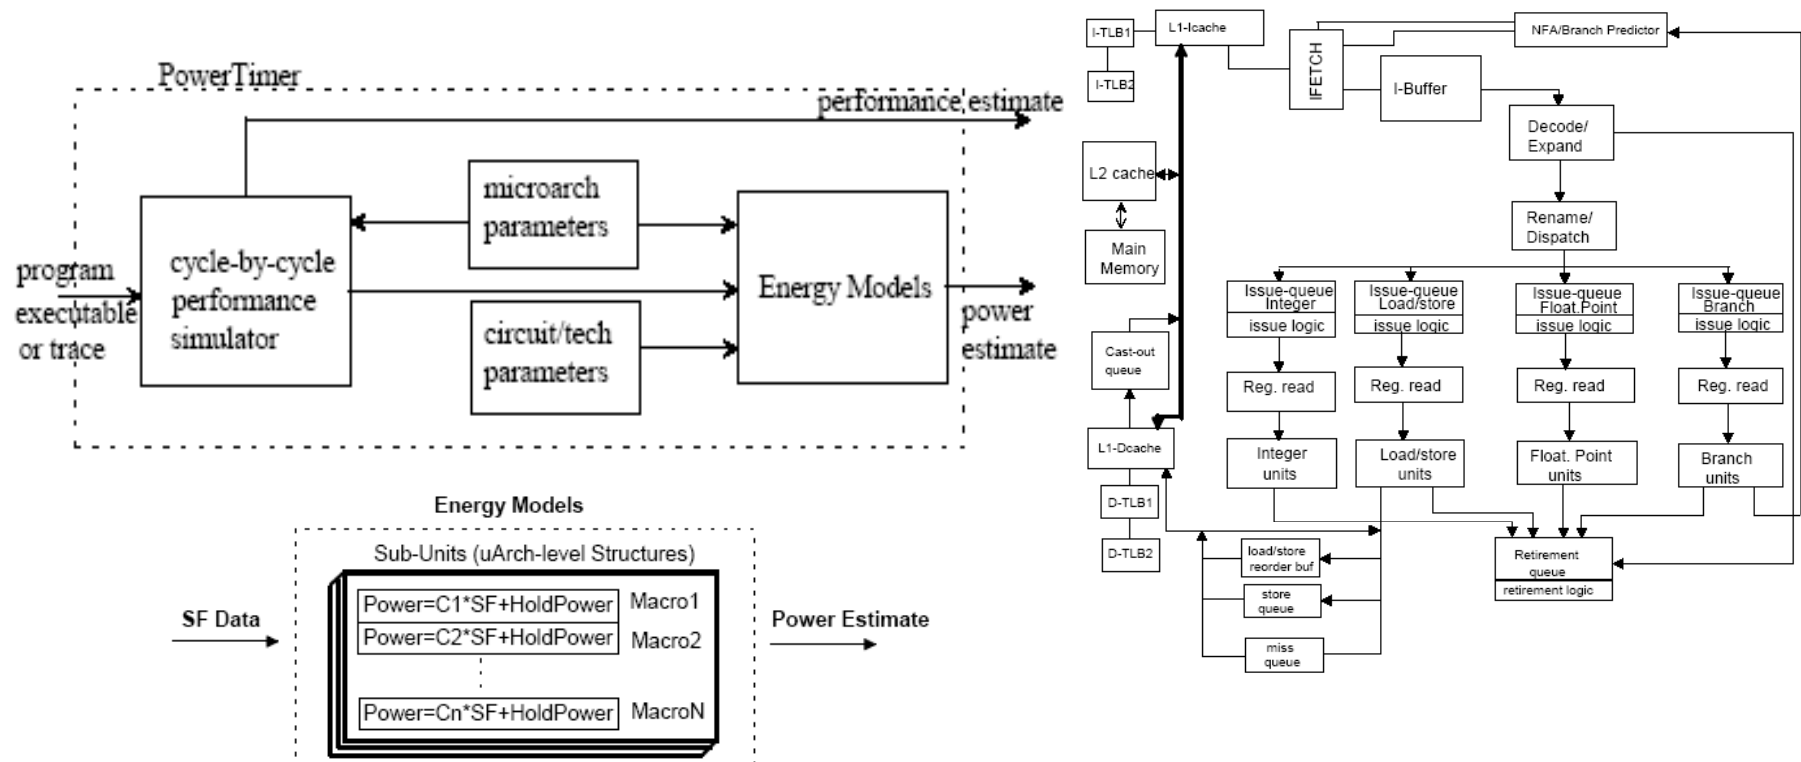 PowerTimer
performance estimate
microarch
parameters
cycle-by-cycle
performance
simulator
program
executable
or trace
Energy Models
circuit/tech
parameters
power
estimate
Energy Models
Sub-Units (uArch-level Structures)
SF Data
Power=C1*SF+HoldPower
Macro1
Power=C2*SF+HoldPower
Macro2
Power=Cn*SF+HoldPower
MacroN
Power Estimate
I-TLB1
L1-Icache
I-TLB2
IFETCH
NFA/Branch Predictor
I-Buffer
Decode/
Expand
L2 cache
Main
Memory
Rename/
Dispatch
Issue-queue
Integer
issue logic
Issue-queue
Load/store
issue logic
Issue-queue
Float.Point
issue logic
Issue-queue
Branch
issue logic
Cast-out
queue
Reg. read
Reg. read
Reg. read
Reg. read
L1-Dcache
Integer
units
Load/store
units
Float. Point
units
Branch
units
D-TLB1
D-TLB2
load/store
reorder buf
store
queue
miss
queue
Retirement
queue
retirement logic